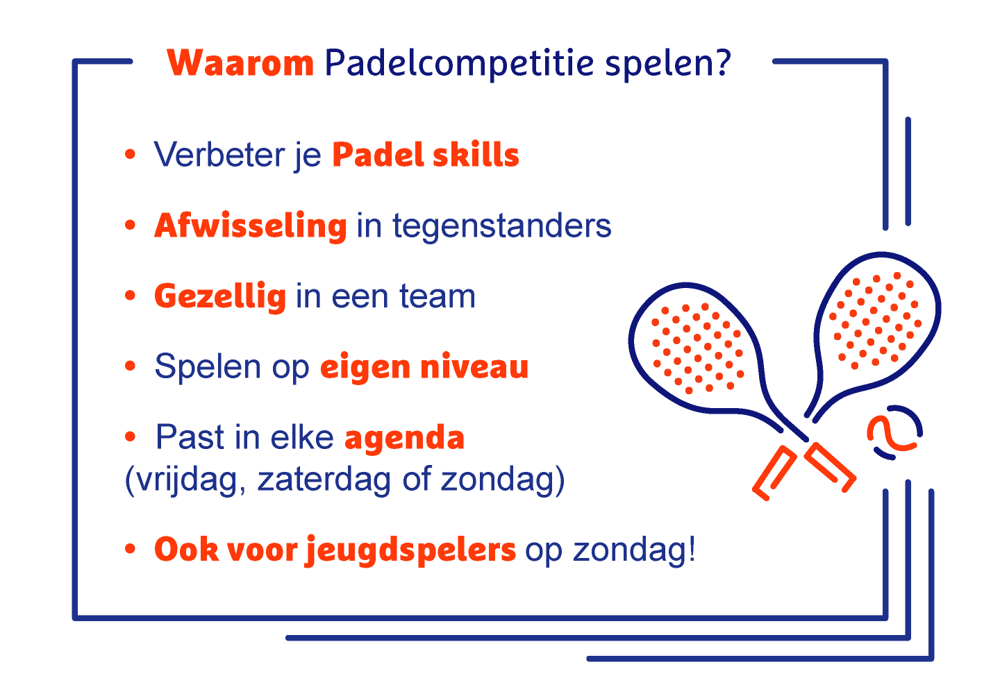 Waarom Padelcompetitie spelen?
• Verbeter je Padel skills
• Afwisseling in tegenstanders
• Gezellig in een team
• Spelen op eigen niveau
• Past in elke agenda
(vrijdag, zaterdag of zondag)
• Ook voor jeugdspelers op zondag!